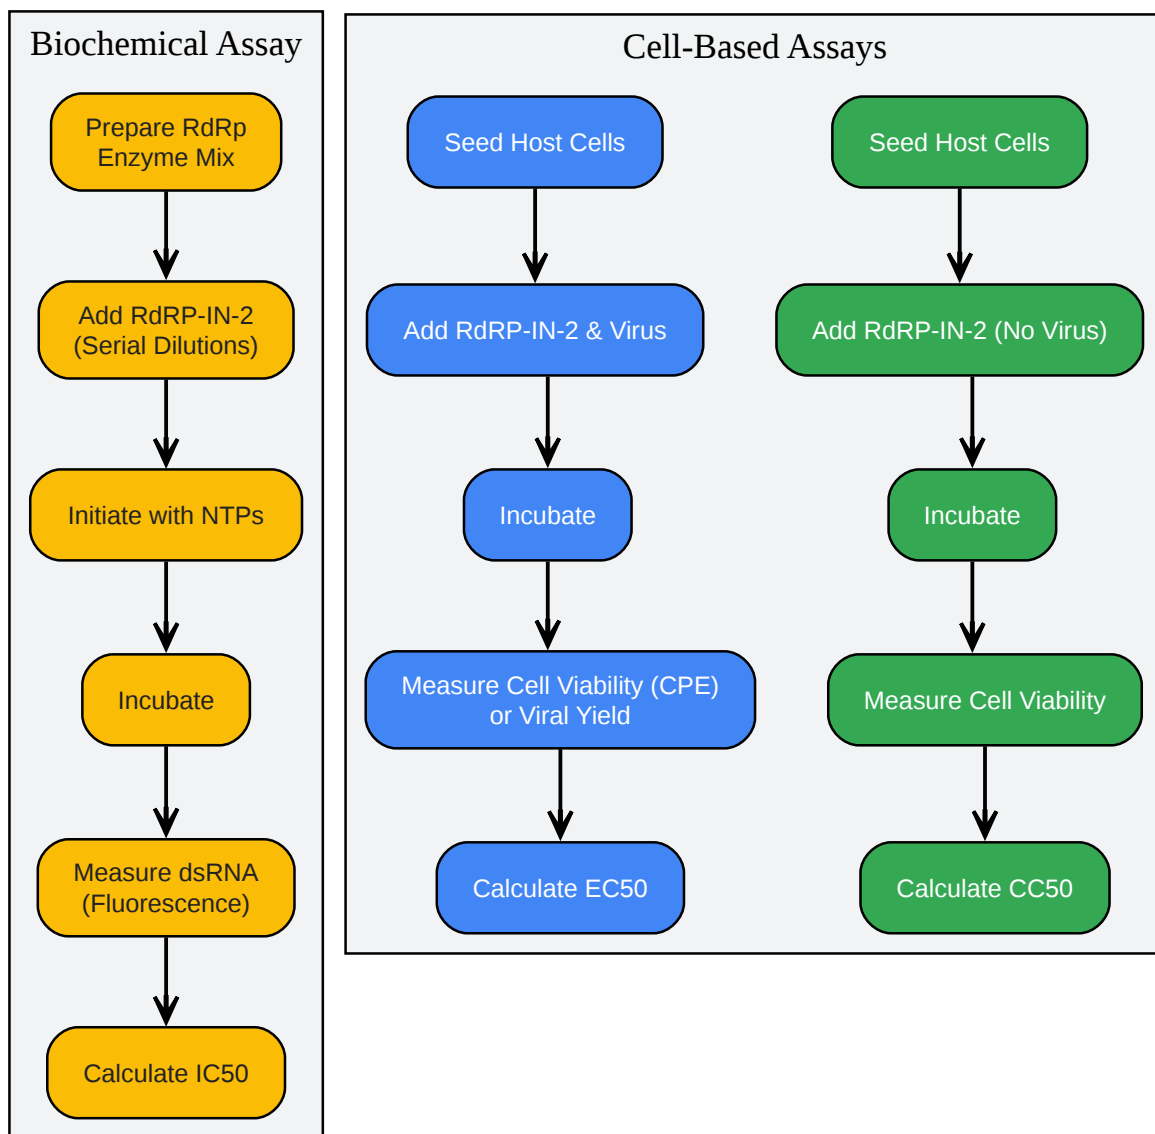 Biochemical Assay
Prepare RdRp
Enzyme Mix
Add RdRP-IN-2
(Serial Dilutions)
Initiate with NTPs
Incubate
Measure dsRNA
(Fluorescence)
Calculate IC50
Cell-Based Assays
Seed Host Cells
Add RdRP-IN-2 & Virus
Incubate
Measure Cell Viability (CPE)
or Viral Yield
Calculate EC50
Seed Host Cells
Add RdRP-IN-2 (No Virus)
Incubate
Measure Cell Viability
Calculate CC50